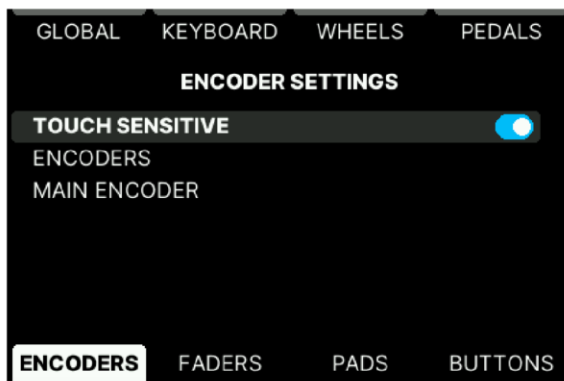 GLOBAL KEYBOARD WHEELS PEDALS
ENCODER SETTINGS
TOUCH SENSITIVE
ENCODERS
MAIN ENCODER
ENCODERS FADERS PADS BUTTONS